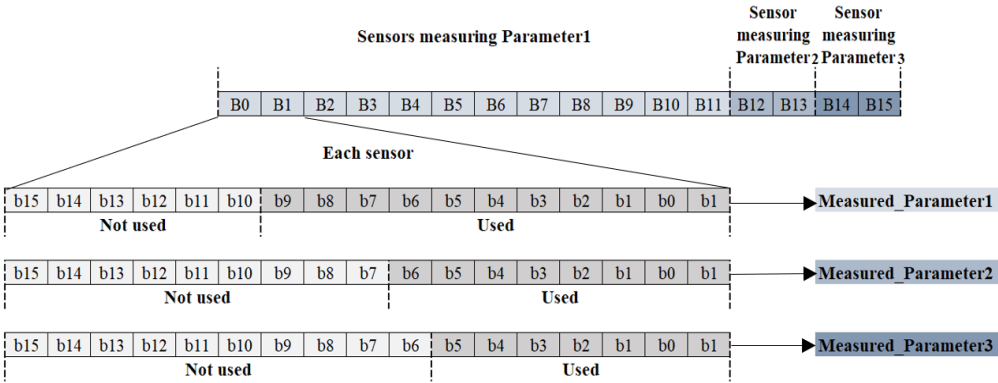 Sensors measuring Parameter1
Sensor measuring Parameter2
Sensor measuring Parameter3
B0 B1 B2 B3 B4 B5 B6 B7 B8 B9 B10 B11 B12 B13 B14 B15
Each sensor
b15 b14 b13 b12 b11 b10 b9 b8 b7 b6 b5 b4 b3 b2 b1 b0 b1 Measured_Parameter1
Not used Used
b15 b14 b13 b12 b11 b10 b9 b8 b7 b6 b5 b4 b3 b2 b1 b0 b1 Measured_Parameter2
Not used Used
b15 b14 b13 b12 b11 b10 b9 b8 b7 b6 b5 b4 b3 b2 b1 b0 b1 Measured_Parameter3
Not used Used